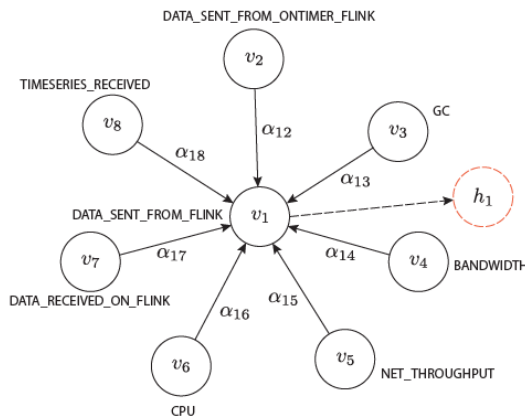 DATA_SENT_FROM_ONTIMER_FLINK
v2
TIMESERIES_RECEIVED
v8
GC
v3
α12
α18
α13
h1
DATA_SENT_FROM_FLINK
v1
v7
α17
α14
v4
BANDWIDTH
DATA_RECEIVED_ON_FLINK
α16
α15
v6
v5
NET_THROUGHPUT
CPU